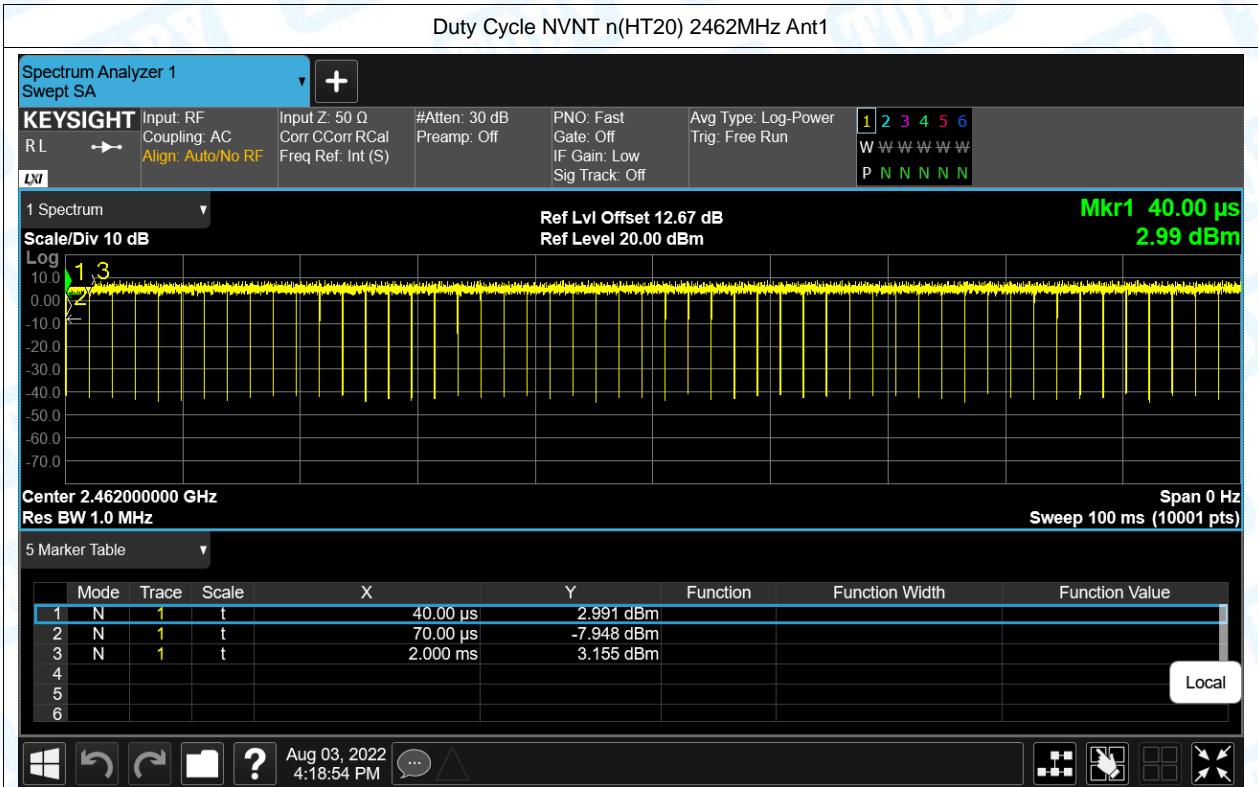 Duty Cycle NVNT n(HT20) 2462MHz Ant1
Spectrum Analyzer 1
Swept SA
KEYSIGHT
RL
LXI
Input: RF
Coupling: AC
Align: Auto/No RF
Input Z: 50 Ω
Corr CCorr RCal
Freq Ref: Int (S)
#Atten: 30 dB
Preamp: Off
PNO: Fast
Gate: Off
IF Gain: Low
Sig Track: Off
Avg Type: Log-Power
Trig: Free Run
1 2 3 4 5 6
W W W W W W
P N N N N N
1 Spectrum
Scale/Div 10 dB
Ref Lvl Offset 12.67 dB
Ref Level 20.00 dBm
Mkr1 40.00 µs
2.99 dBm
Log
10.0
0.00
-10.0
-20.0
-30.0
-40.0
-50.0
-60.0
-70.0
1
3
2
Center 2.462000000 GHz
Span 0 Hz
Res BW 1.0 MHz
Sweep 100 ms (10001 pts)
5 Marker Table
Mode Trace Scale X Y Function Function Width Function Value
1 N 1 t 40.00 µs 2.991 dBm
2 N 1 t 70.00 µs -7.948 dBm
3 N 1 t 2.000 ms 3.155 dBm
4
5
6
Local
?
Aug 03, 2022
4:18:54 PM